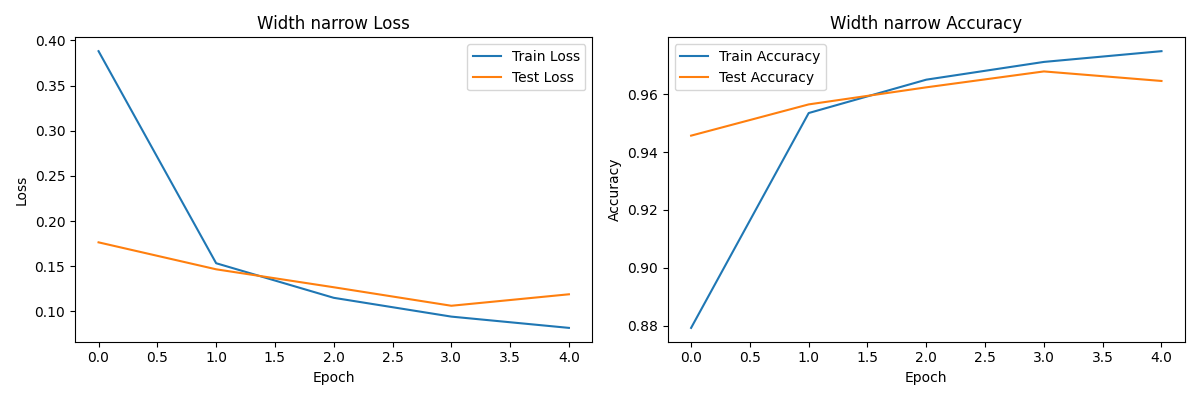 Width narrow Loss
0.40
0.35
0.30
0.25
0.20
0.15
0.10
Loss
Train Loss
Test Loss
0.0 0.5 1.0 1.5 2.0 2.5 3.0 3.5 4.0
Epoch
Width narrow Accuracy
0.96
0.94
0.92
0.90
0.88
Accuracy
Train Accuracy
Test Accuracy
0.0 0.5 1.0 1.5 2.0 2.5 3.0 3.5 4.0
Epoch